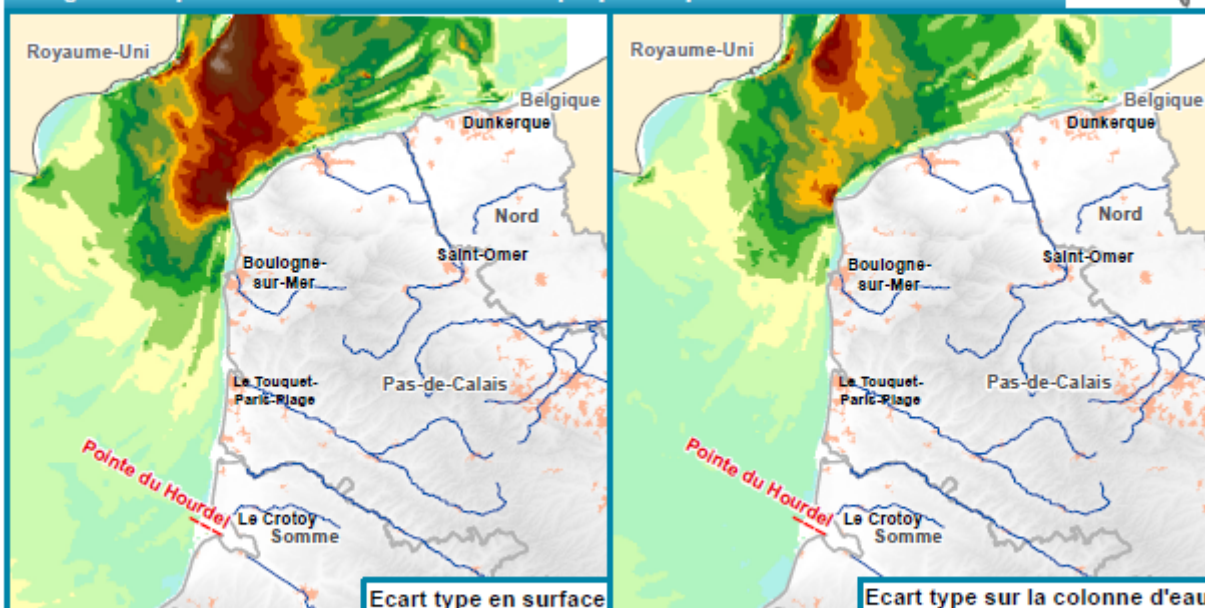 Royaume-Uni
Belgique
Dunkerque
Nord
Saint-Omer
Boulogne-
sur-Mer
Le Touquet-
Paris-Plage
Pas-de-Calais
Pointe du Hourdel
Le Crotoy
Somme
Ecart type en surface
Royaume-Uni
Belgique
Dunkerque
Nord
Saint-Omer
Boulogne-
sur-Mer
Le Touquet-
Paris-Plage
Pas-de-Calais
Pointe du Hourdel
Le Crotoy
Somme
Ecart type sur la colonne d'eau